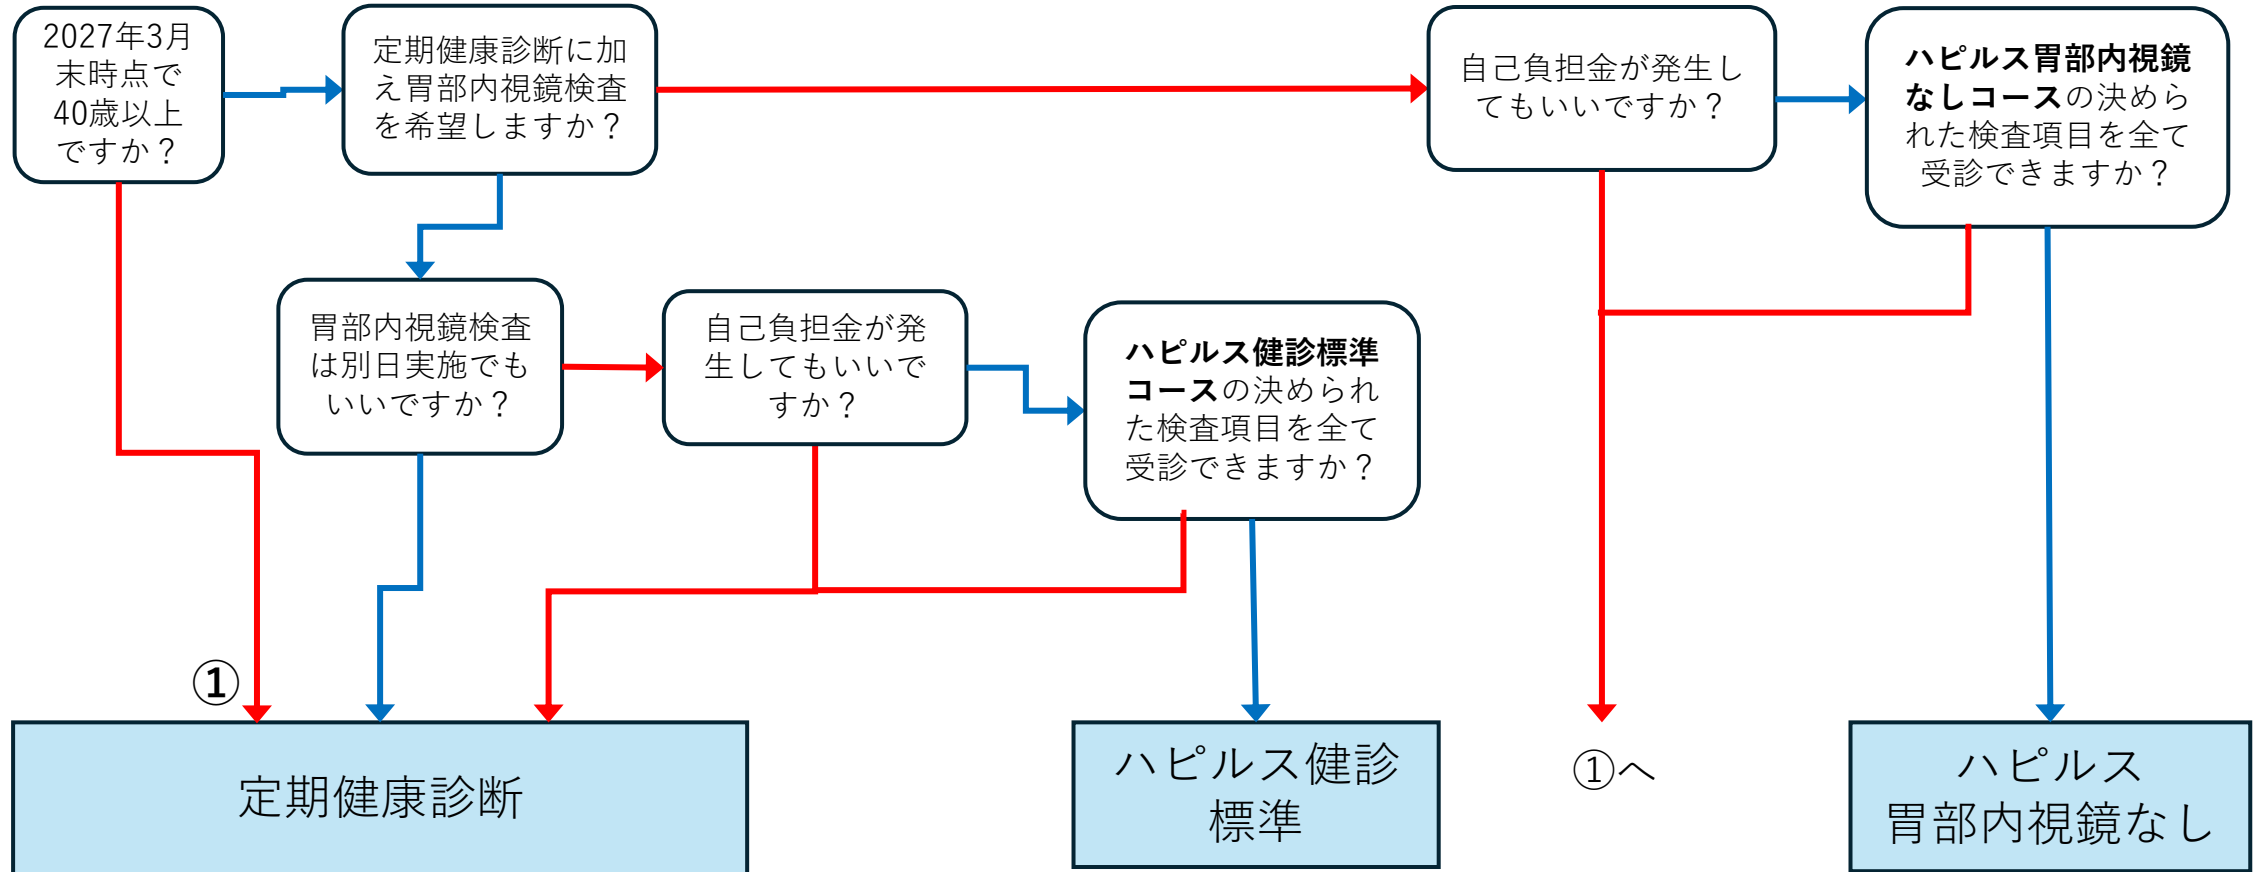 2027年3月
末時点で
40歳以上
ですか？
定期健康診断に加
え胃部内視鏡検査
を希望しますか？
自己負担金が発生し
てもいいですか？
ハピルス胃部内視鏡
なしコースの決めら
れた検査項目を全て
受診できますか？
胃部内視鏡検査
は別日実施でも
いいですか？
自己負担金が発
生してもいいで
すか？
ハピルス健診標準
コースの決められ
た検査項目を全て
受診できますか？
①
定期健康診断
ハピルス健診
標準
①へ
ハピルス
胃部内視鏡なし